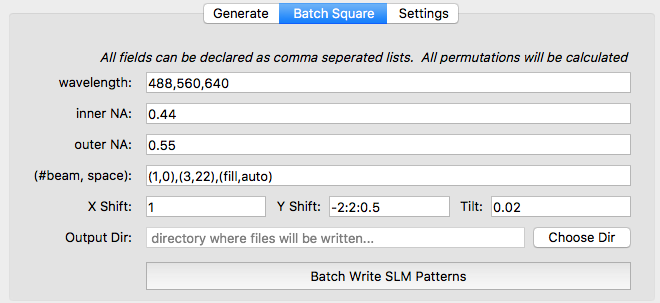 Generate Batch Square Settings
All fields can be declared as comma seperated lists. All permutations will be calculated
wavelength: 488,560,640
inner NA: 0.44
outer NA: 0.55
(#beam, space): (1,0),(3,22),(fill,auto)
X Shift: 1 Y Shift: -2:2:0.5 Tilt: 0.02
Output Dir: directory where files will be written... Choose Dir
Batch Write SLM Patterns